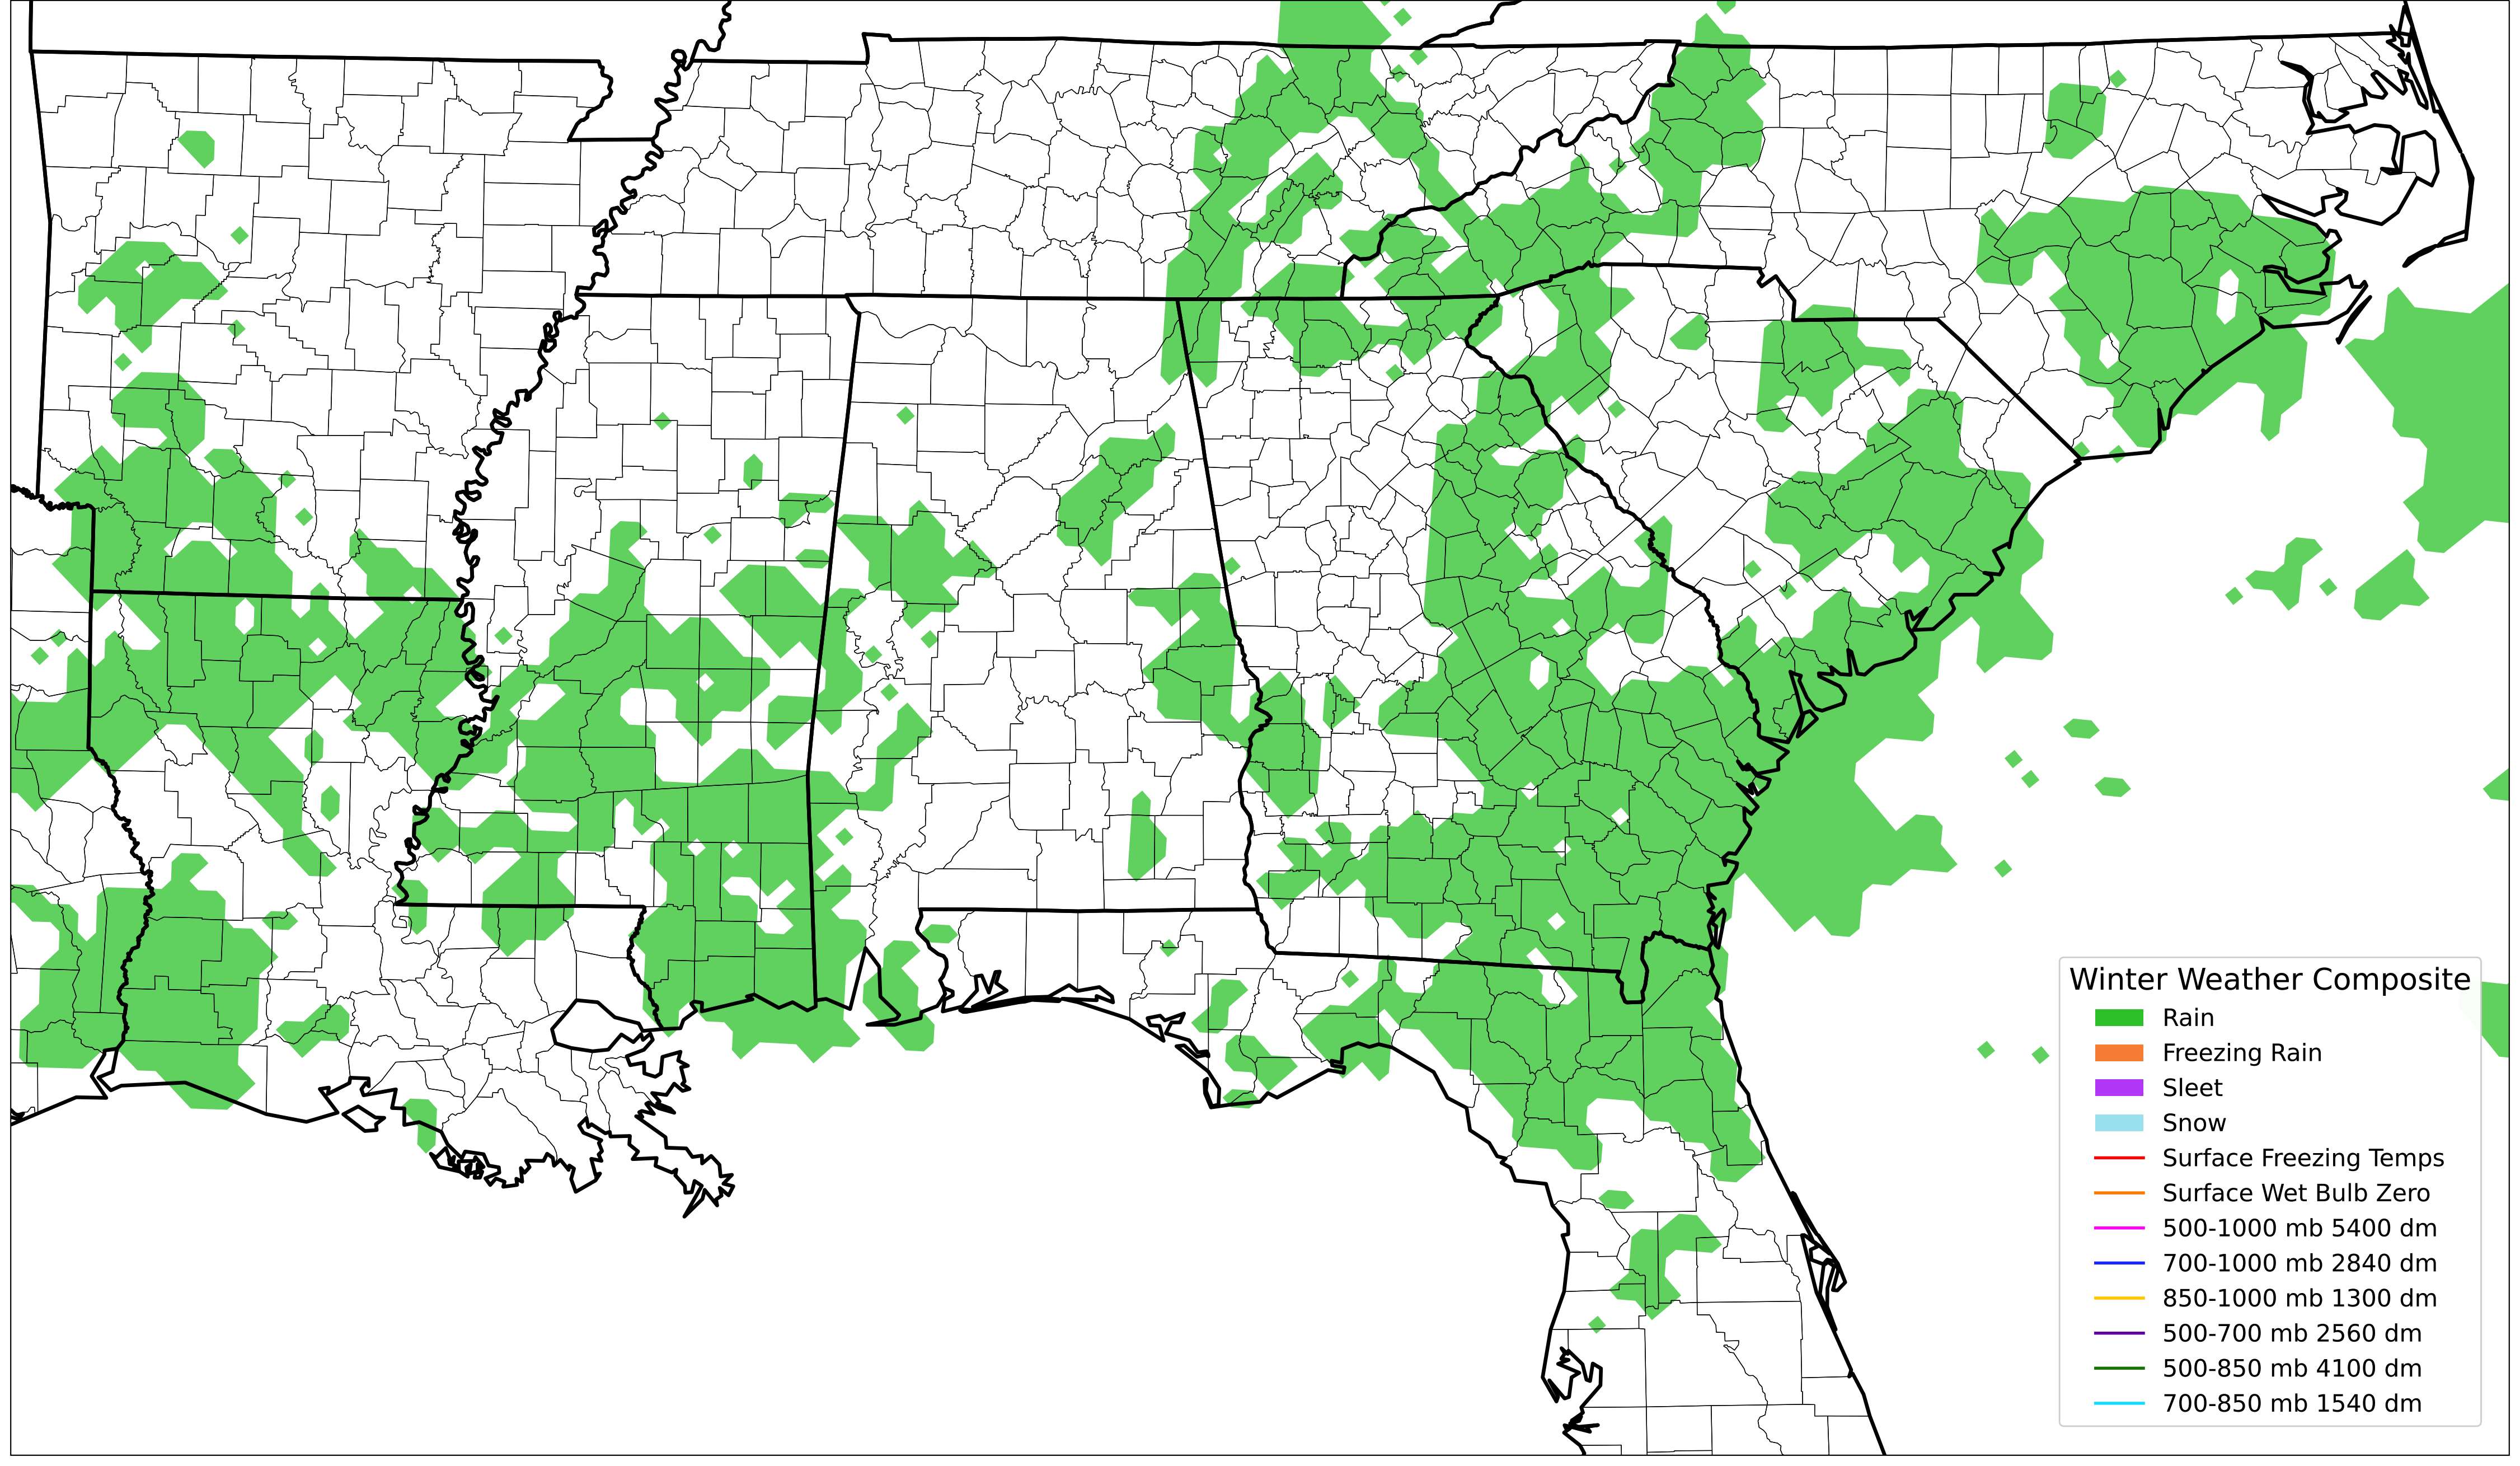 Winter Weather Composite
Rain
Freezing Rain
Sleet
Snow
Surface Freezing Temps
Surface Wet Bulb Zero
500-1000 mb 5400 dm
700-1000 mb 2840 dm
850-1000 mb 1300 dm
500-700 mb 2560 dm
500-850 mb 4100 dm
700-850 mb 1540 dm